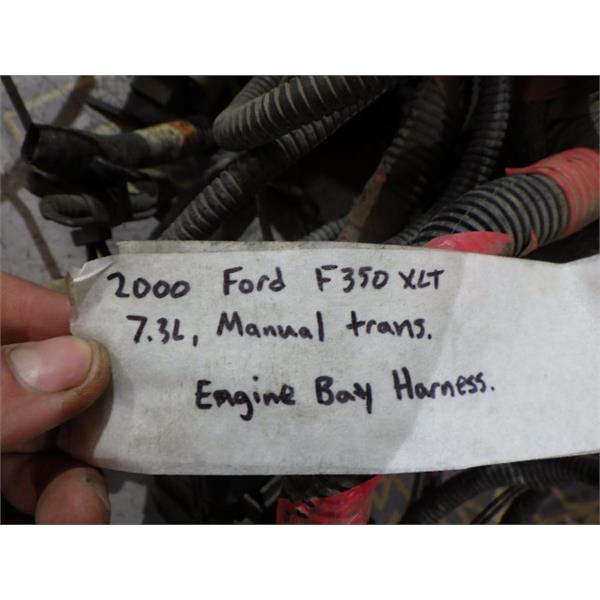 2000 Ford F350 XLT
7.3L, Manual trans.
Engine Bay Harness.